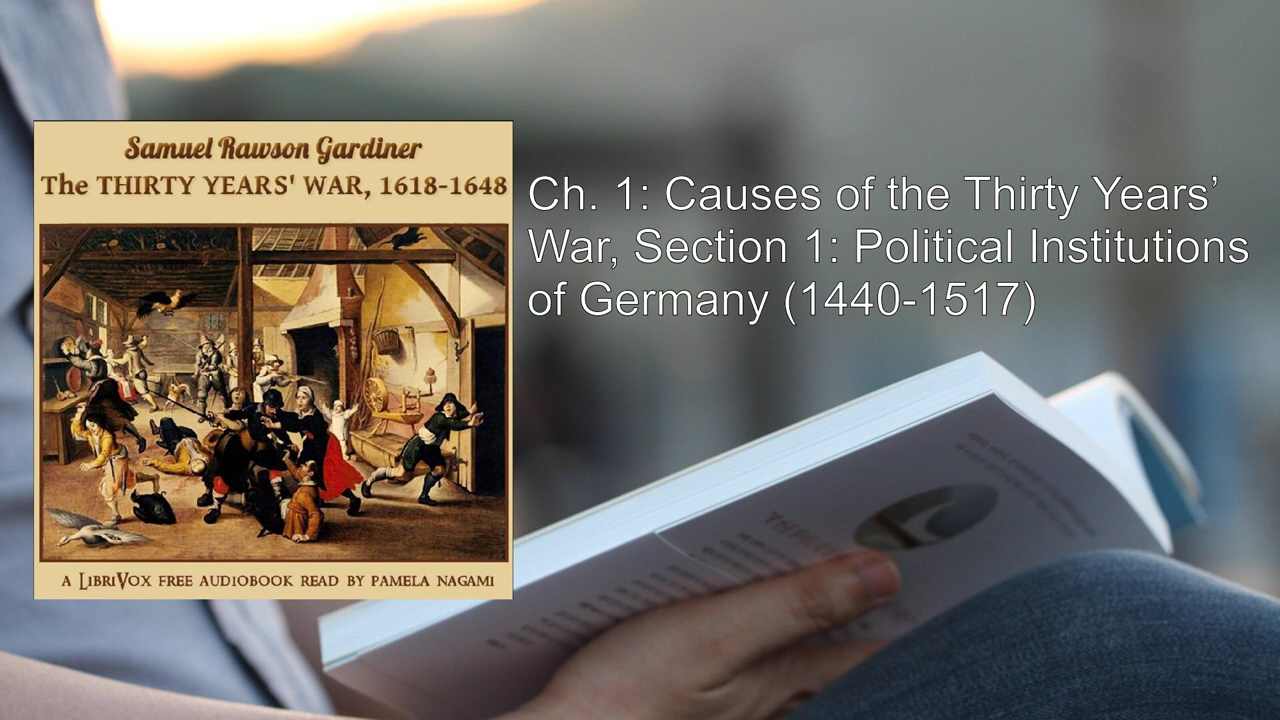 Samuel Rawson Gardiner
The THIRTY YEARS' WAR, 1618-1648
A LIBRIVOX FREE AUDIOBOOK READ BY PAMELA NAGAMI
Ch. 1: Causes of the Thirty Years’
War, Section 1: Political Institutions
of Germany (1440-1517)